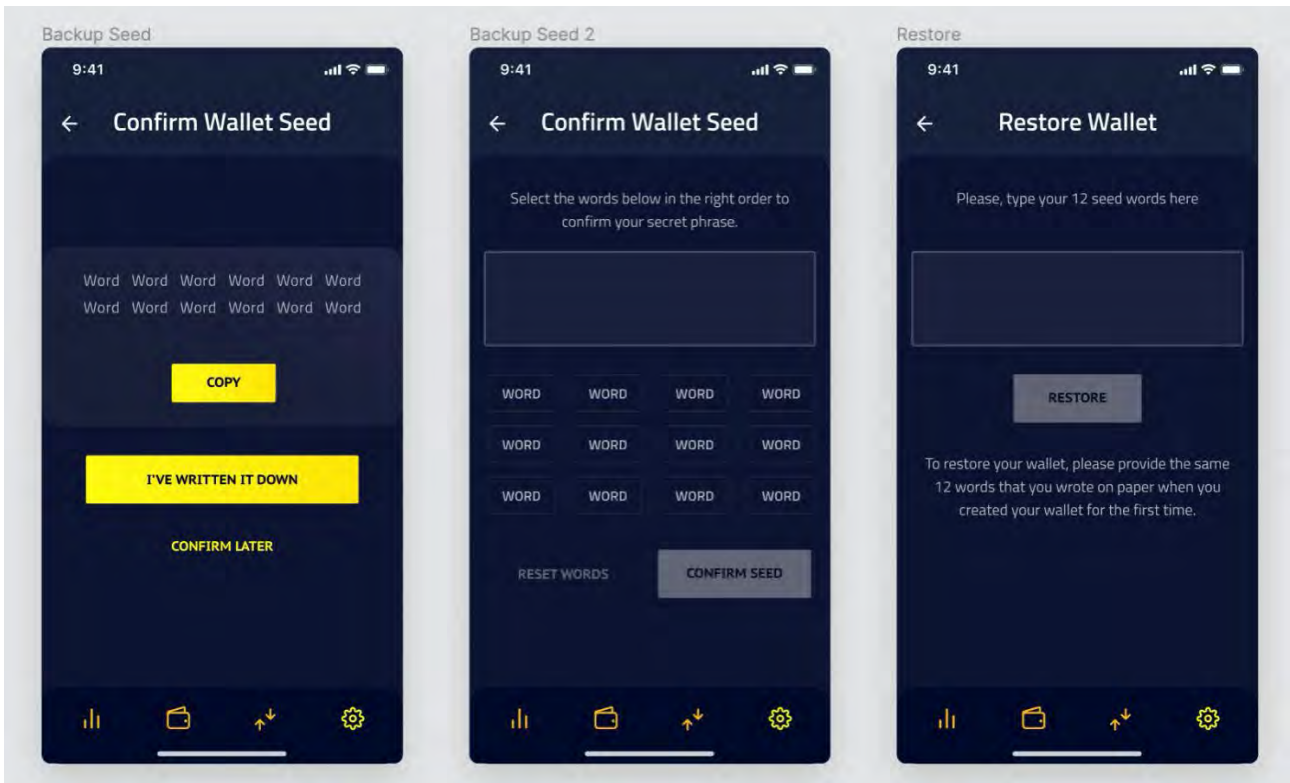 Backup Seed
9:41
Confirm Wallet Seed
Word Word Word Word Word Word
Word Word Word Word Word Word
COPY
I'VE WRITTEN IT DOWN
CONFIRM LATER
Backup Seed 2
9:41
Confirm Wallet Seed
Select the words below in the right order to
confirm your secret phrase.
WORD WORD WORD WORD
WORD WORD WORD WORD
WORD WORD WORD WORD
RESET WORDS CONFIRM SEED
Restore
9:41
Restore Wallet
Please, type your 12 seed words here
RESTORE
To restore your wallet, please provide the same
12 words that you wrote on paper when you
created your wallet for the first time.